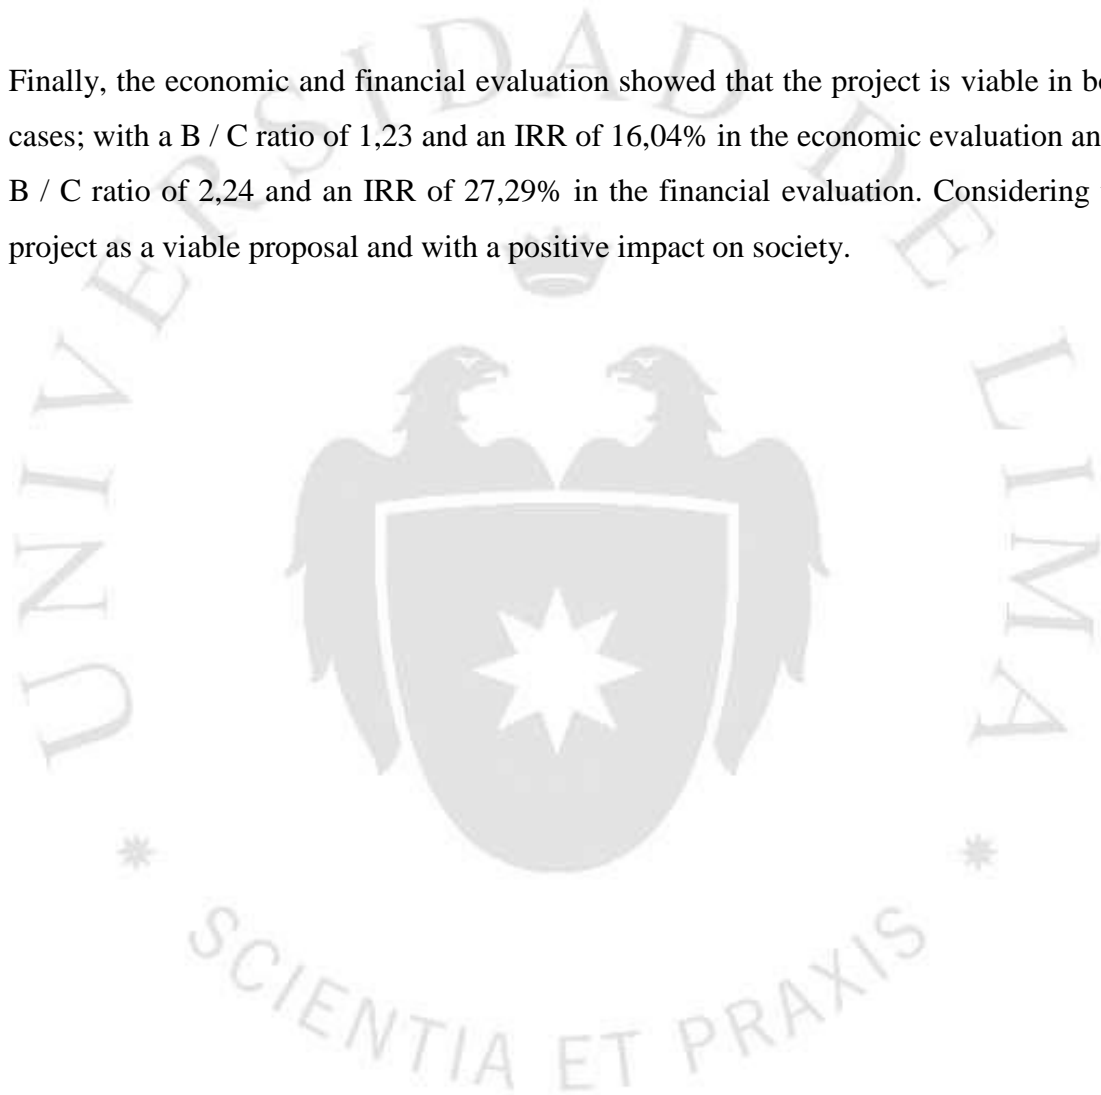 Finally, the economic and financial evaluation showed that the project is viable in
cases; with a B / C ratio of 1,23 and an IRR of 16,04% in the economic evaluation
B / C ratio of 2,24 and an IRR of 27,29% in the financial evaluation. Considering
project as a viable proposal and with a positive impact on society.
UNIVERSIDAD DE LIMA
SCIENTIA ET PRAXIS